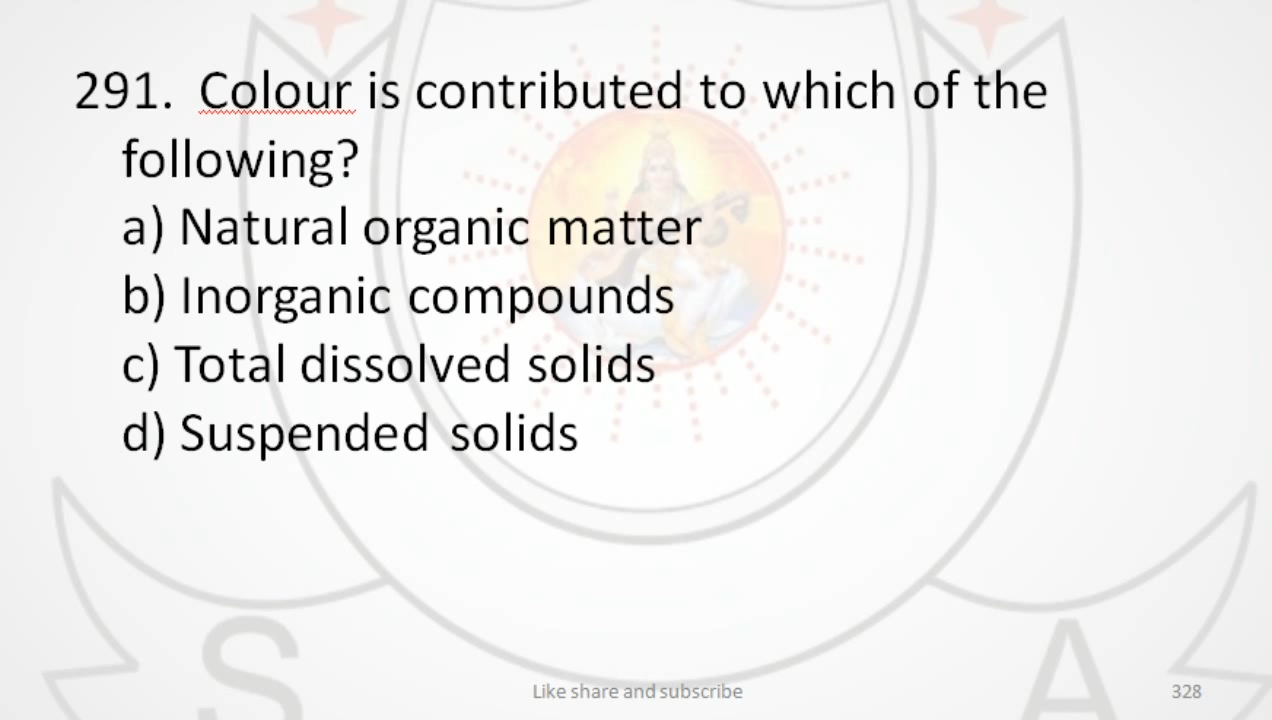 291. Colour is contributed to which of the
following?
a) Natural organic matter
b) Inorganic compounds
c) Total dissolved solids
d) Suspended solids
S
A
Like share and subscribe
328